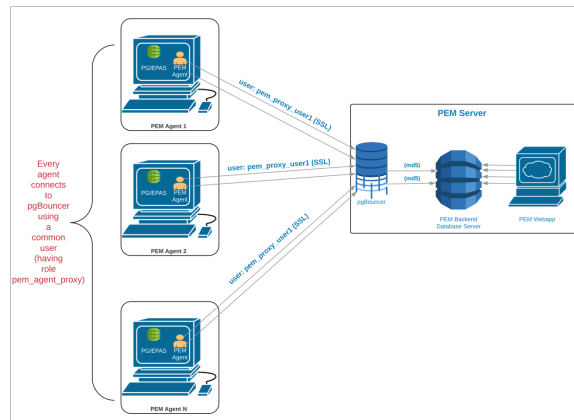 PG/EPAS
PEM
Agent
PEM Agent 1
user: pem_proxy_user1 (SSL)
PEM Server
Every
agent
connects
to
pgBouncer
using
a
common
user
(having
role
pem_agent_proxy)
PG/EPAS
PEM
Agent
PEM Agent 2
user: pem_proxy_user1 (SSL)
(md5)
(md5)
pgBouncer
PEM Backend
Database Server
PEM Webapp
user: pem_proxy_user1 (SSL)
PG/EPAS
PEM
Agent
PEM Agent N